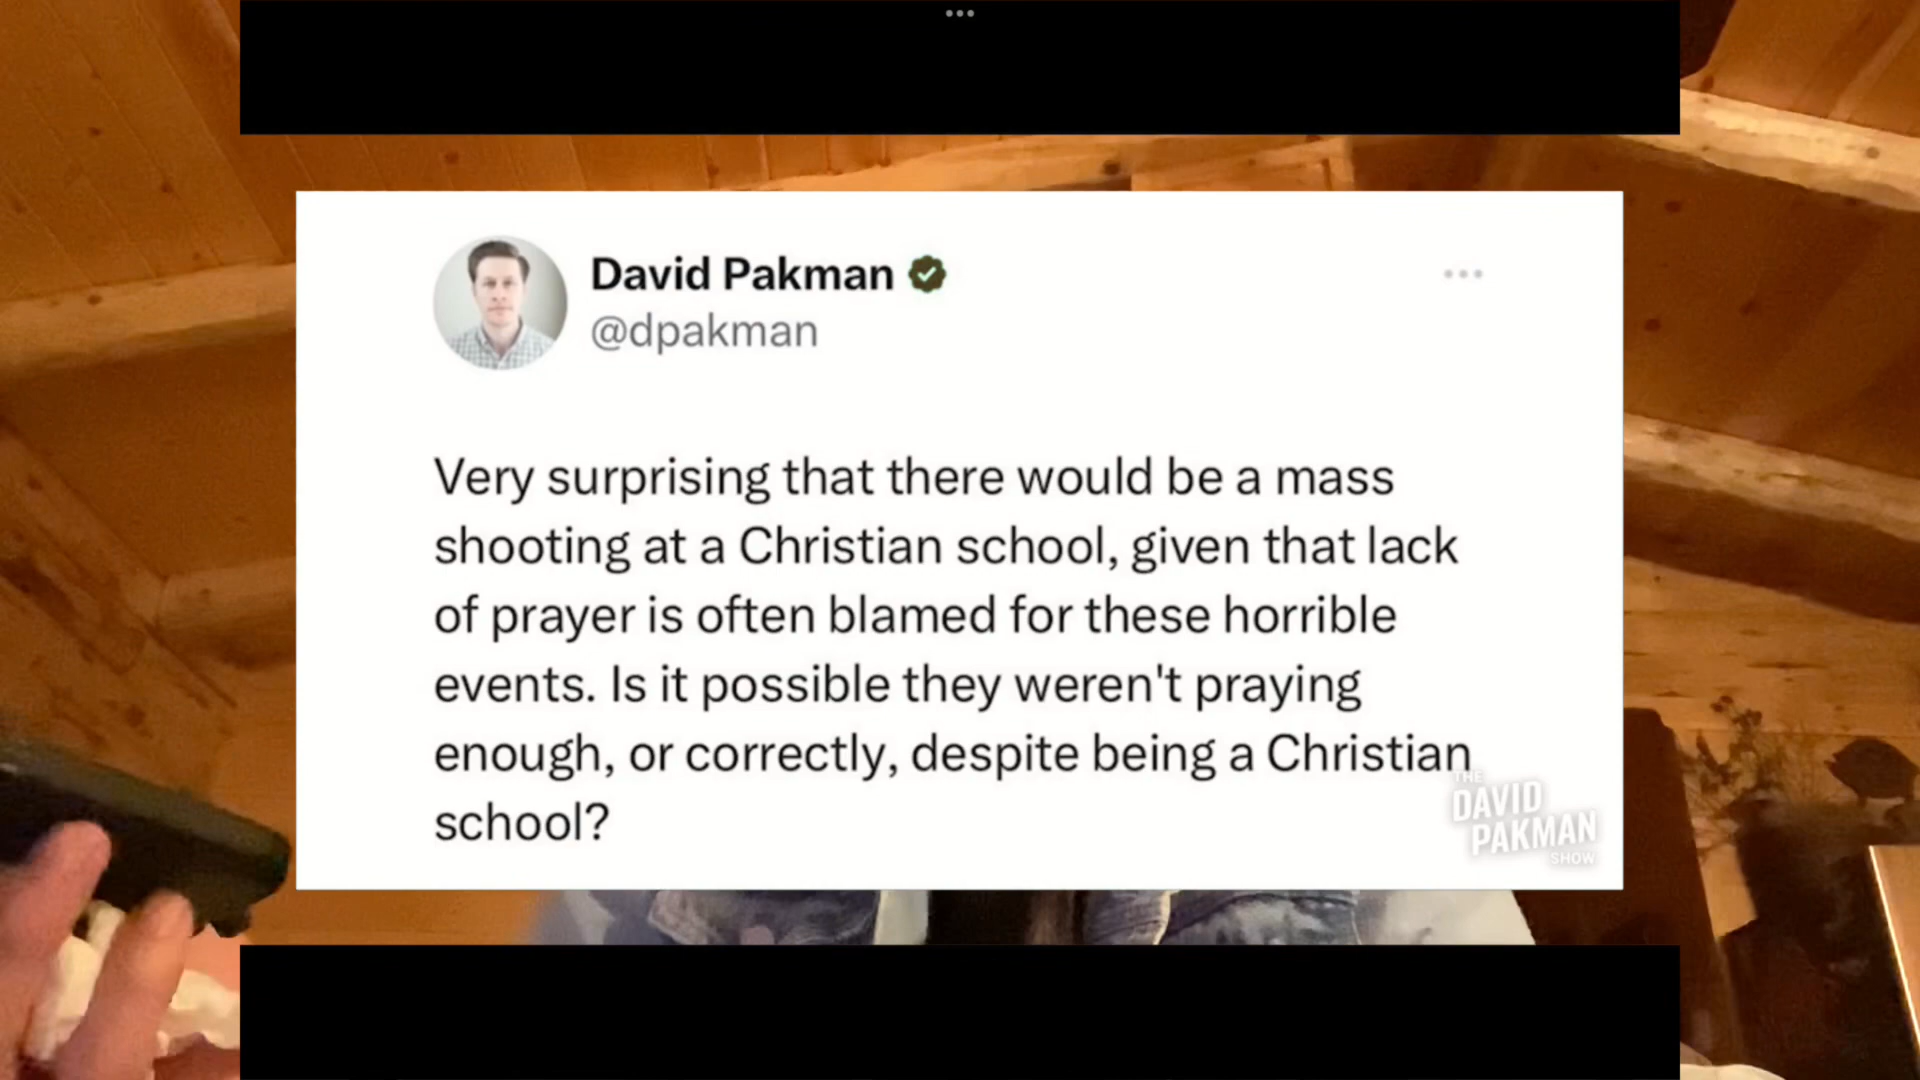 David Pakman
@dpakman
Very surprising that there would be a mass
shooting at a Christian school, given that lack
of prayer is often blamed for these horrible
events. Is it possible they weren't praying
enough, or correctly, despite being a Christian
school?
THE
DAVID
PAKMAN
SHOW